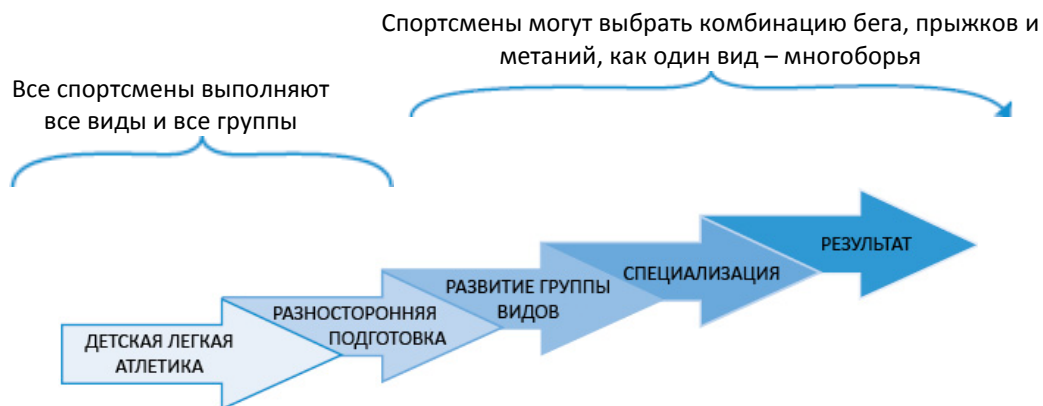 Спортсмены могут выбрать комбинацию бега, прыжков и
метаний, как один вид – многоборья
Все спортсмены выполняют
все виды и все группы
ДЕТСКАЯ ЛЕГКАЯ
АТЛЕТИКА
РАЗНОСТОРОННЯЯ
ПОДГОТОВКА
РАЗВИТИЕ ГРУППЫ
ВИДОВ
СПЕЦИАЛИЗАЦИЯ
РЕЗУЛЬТАТ